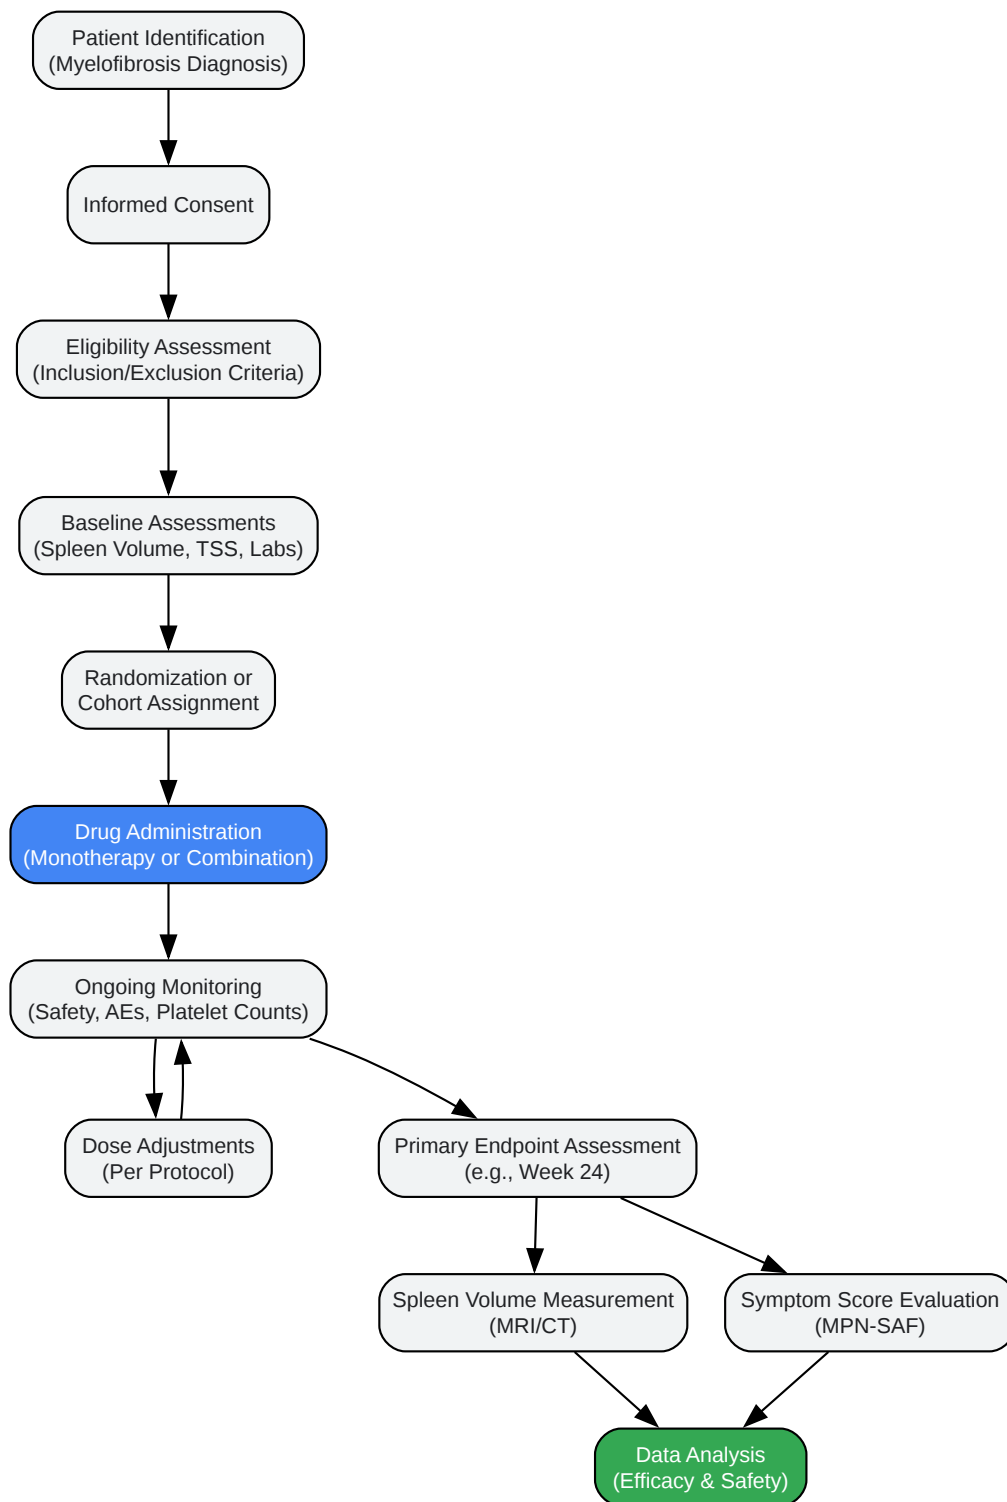 Patient Identification
(Myelofibrosis Diagnosis)
Informed Consent
Eligibility Assessment
(Inclusion/Exclusion Criteria)
Baseline Assessments
(Spleen Volume, TSS, Labs)
Randomization or
Cohort Assignment
Drug Administration
(Monotherapy or Combination)
Ongoing Monitoring
(Safety, AEs, Platelet Counts)
Dose Adjustments
(Per Protocol)
Primary Endpoint Assessment
(e.g., Week 24)
Spleen Volume Measurement
(MRI/CT)
Symptom Score Evaluation
(MPN-SAF)
Data Analysis
(Efficacy & Safety)